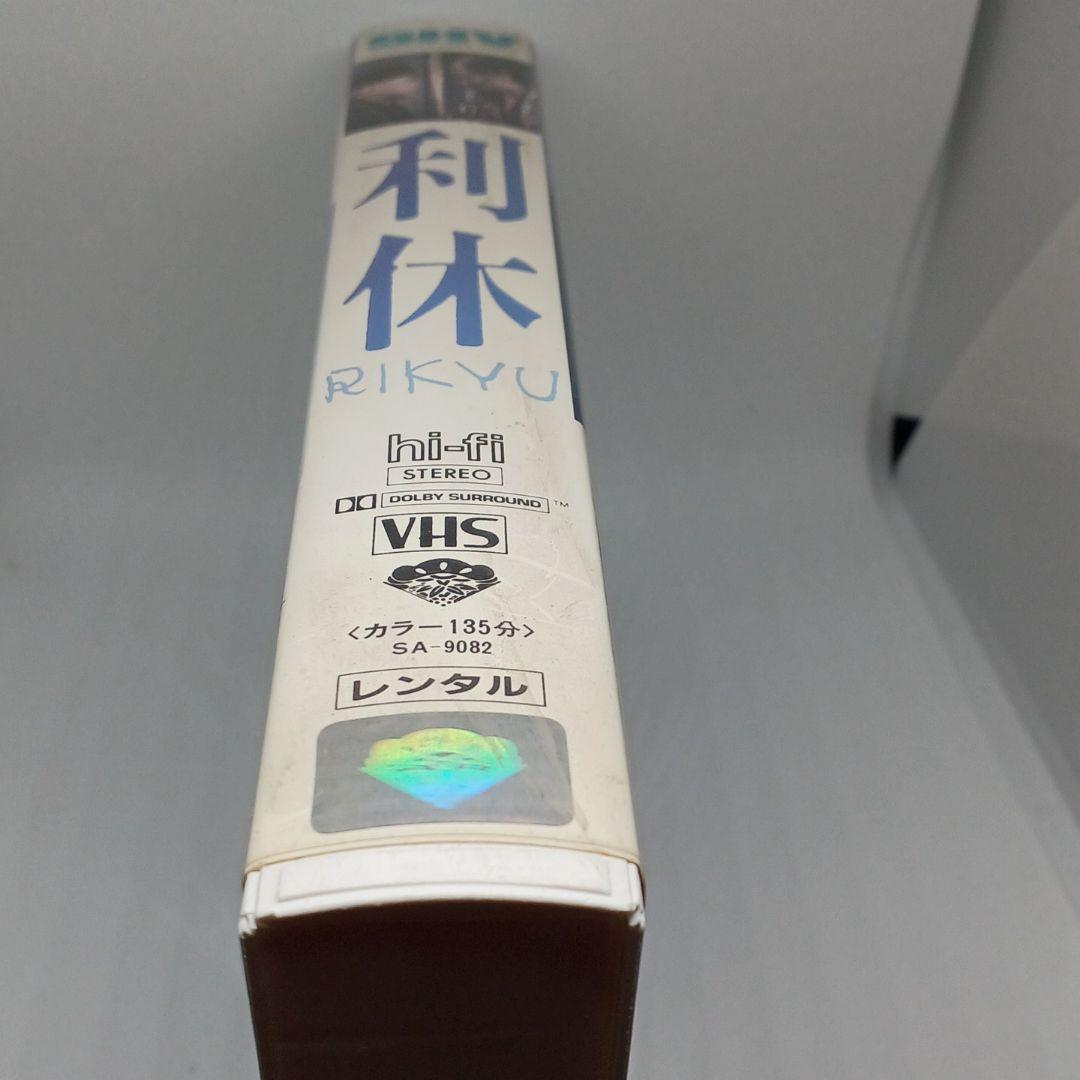 利休
RIKYU
hi-fi
STEREO
DOLBY SURROUND ™
VHS
<カラー135分>
SA-9082
レンタル